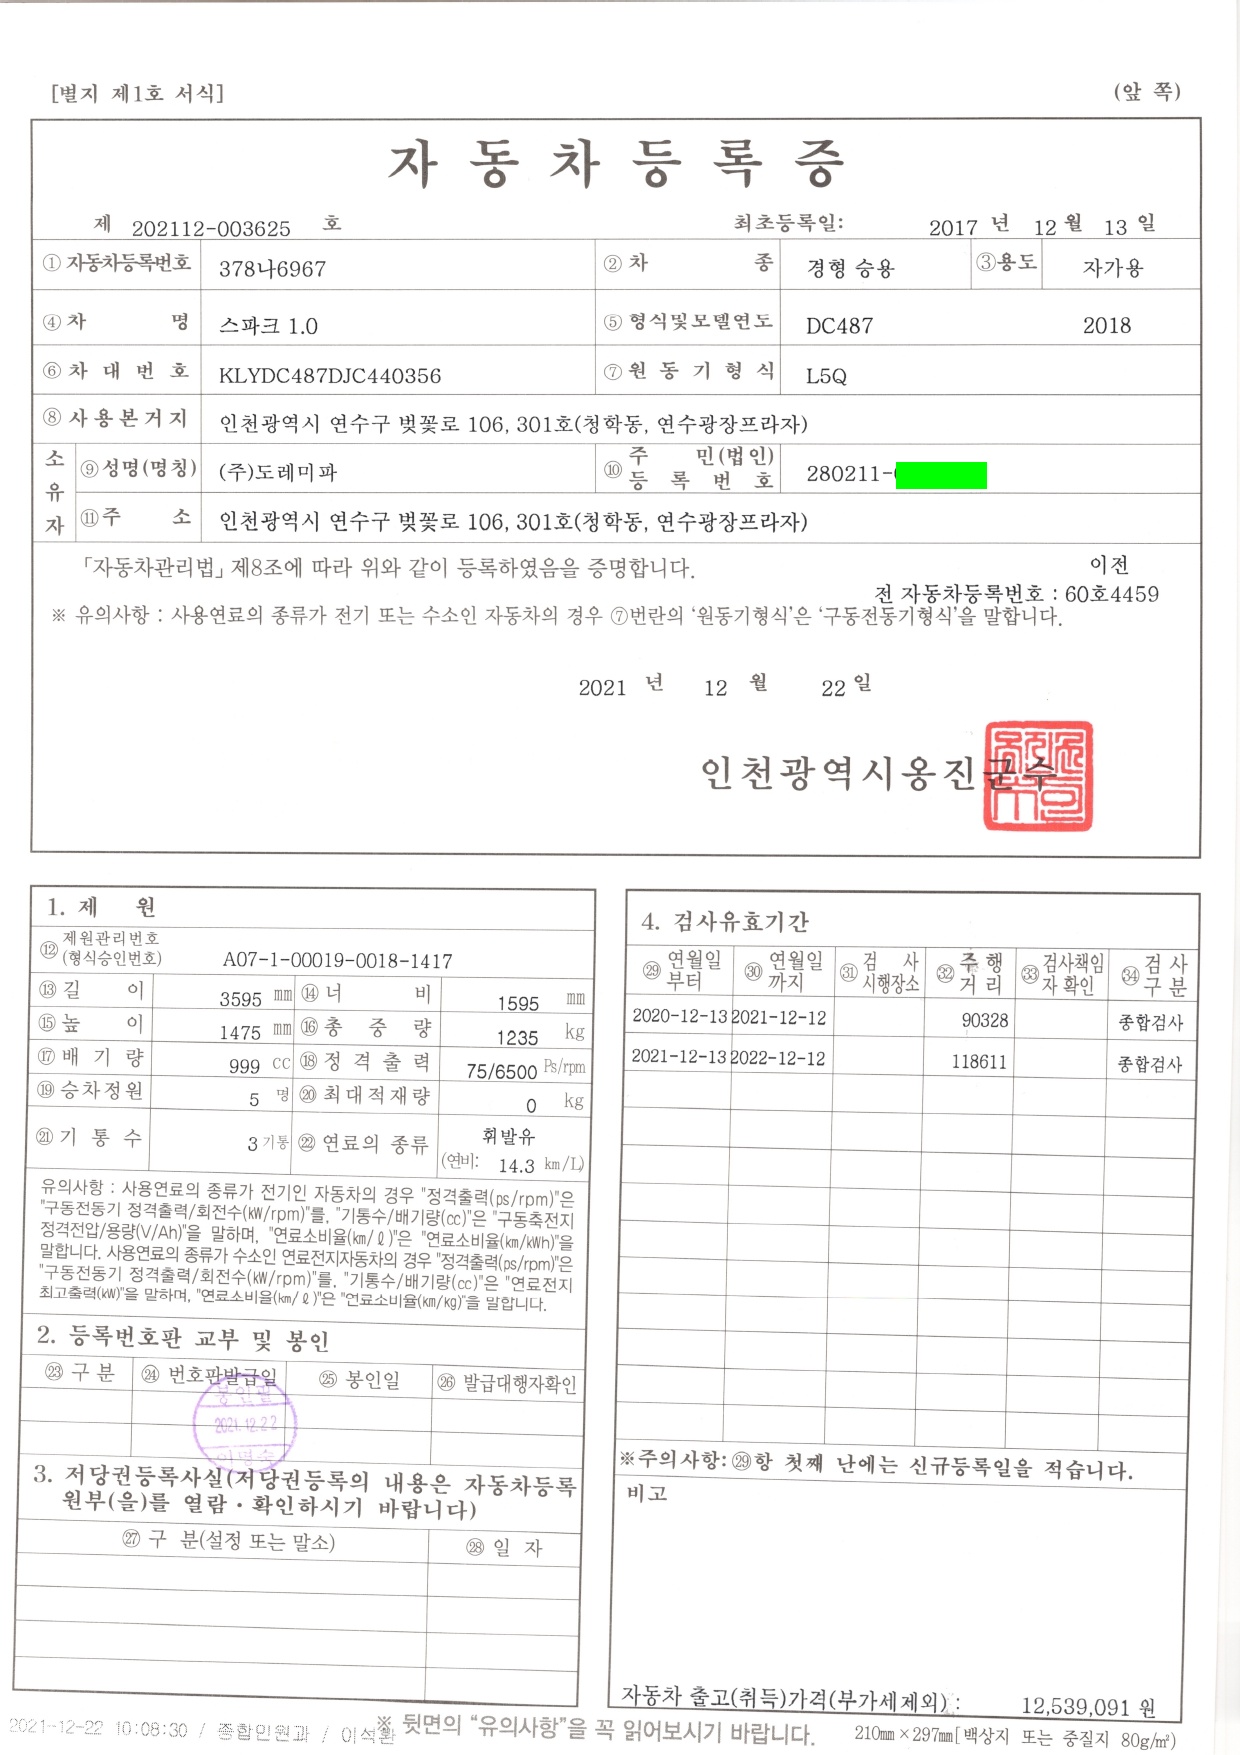 [별지 제1호 서식] (앞 쪽)
자 동 차 등 록 증
제 202112-003625 호 최초등록일: 2017 년 12 월 13 일
① 자동차등록번호 378나6967 ② 차 종 경형 승용 ③ 용도 자가용
④ 차 명 스파크 1.0 ⑤ 형식및모델연도 DC487 2018
⑥ 차 대 번 호 KLYDC487DJC440356 ⑦ 원 동 기 형 식 L5Q
⑧ 사 용 본 거 지 인천광역시 연수구 벚꽃로 106, 301호(청학동, 연수광장프라자)
소유자 ⑨ 성명(명칭) (주)도레미파 ⑩ 주 민(법인) 등 록 번 호 280211-
⑪ 주 소 인천광역시 연수구 벚꽃로 106, 301호(청학동, 연수광장프라자)
「자동차관리법」 제8조에 따라 위와 같이 등록하였음을 증명합니다. 이전
전 자동차등록번호 : 60호4459
※ 유의사항 : 사용연료의 종류가 전기 또는 수소인 자동차의 경우 ⑦번란의 '원동기형식'은 '구동전동기형식'을 말합니다.
2021 년 12 월 22 일
인천광역시옹진군수
1. 제 원
⑫ 제원관리번호 (형식승인번호) A07-1-00019-0018-1417
⑬ 길 이 3595 mm ⑭ 너 비 1595 mm
⑮ 높 이 1475 mm ⑯ 총 중 량 1235 kg
⑰ 배 기 량 999 cc ⑱ 정 격 출 력 75/6500 Ps/rpm
⑲ 승차정원 5 명 ⑳ 최대적재량 0 kg
㉑ 기 통 수 3 기통 ㉒ 연료의 종류 휘발유
(연비: 14.3 km/L)
유의사항 : 사용연료의 종류가 전기인 자동차의 경우 "정격출력(ps/rpm)"은
"구동전동기 정격출력/회전수(kW/rpm)"를, "기통수/배기량(cc)"은 "구동축전지
정격전압/용량(V/Ah)"을 말하며, "연료소비율(km/ℓ)"은 "연료소비율(km/kWh)"을
말합니다. 사용연료의 종류가 수소인 연료전지자동차의 경우 "정격출력(ps/rpm)"은
"구동전동기 정격출력/회전수(kW/rpm)"를, "기통수/배기량(cc)"은 "연료전지
최고출력(kW)"을 말하며, "연료소비율(km/ℓ)"은 "연료소비율(km/kg)"을 말합니다.
2. 등록번호판 교부 및 봉인
㉓ 구 분 ㉔ 번호판발급일 ㉕ 봉인일 ㉖ 발급대행자확인
2021.12.22
3. 저당권등록사실(저당권등록의 내용은 자동차등록
원부(을)를 열람·확인하시기 바랍니다)
㉗ 구 분(설정 또는 말소) ㉘ 일 자
4. 검사유효기간
㉙ 연월일 부터 ㉚ 연월일 까지 ㉛ 검 사 시행장소 ㉜ 주 행 거 리 ㉝ 검사책임 자 확인 ㉞ 검 사 구 분
2020-12-13 2021-12-12 90328 종합검사
2021-12-13 2022-12-12 118611 종합검사
※주의사항: ㉙항 첫째 난에는 신규등록일을 적습니다.
비고
자동차 출고(취득)가격(부가세제외) : 12,539,091 원
2021-12-22 10:08:30 / 종합민원과 / 이석환 ※ 뒷면의 "유의사항"을 꼭 읽어보시기 바랍니다. 210mm×297mm[백상지 또는 중질지 80g/㎡)